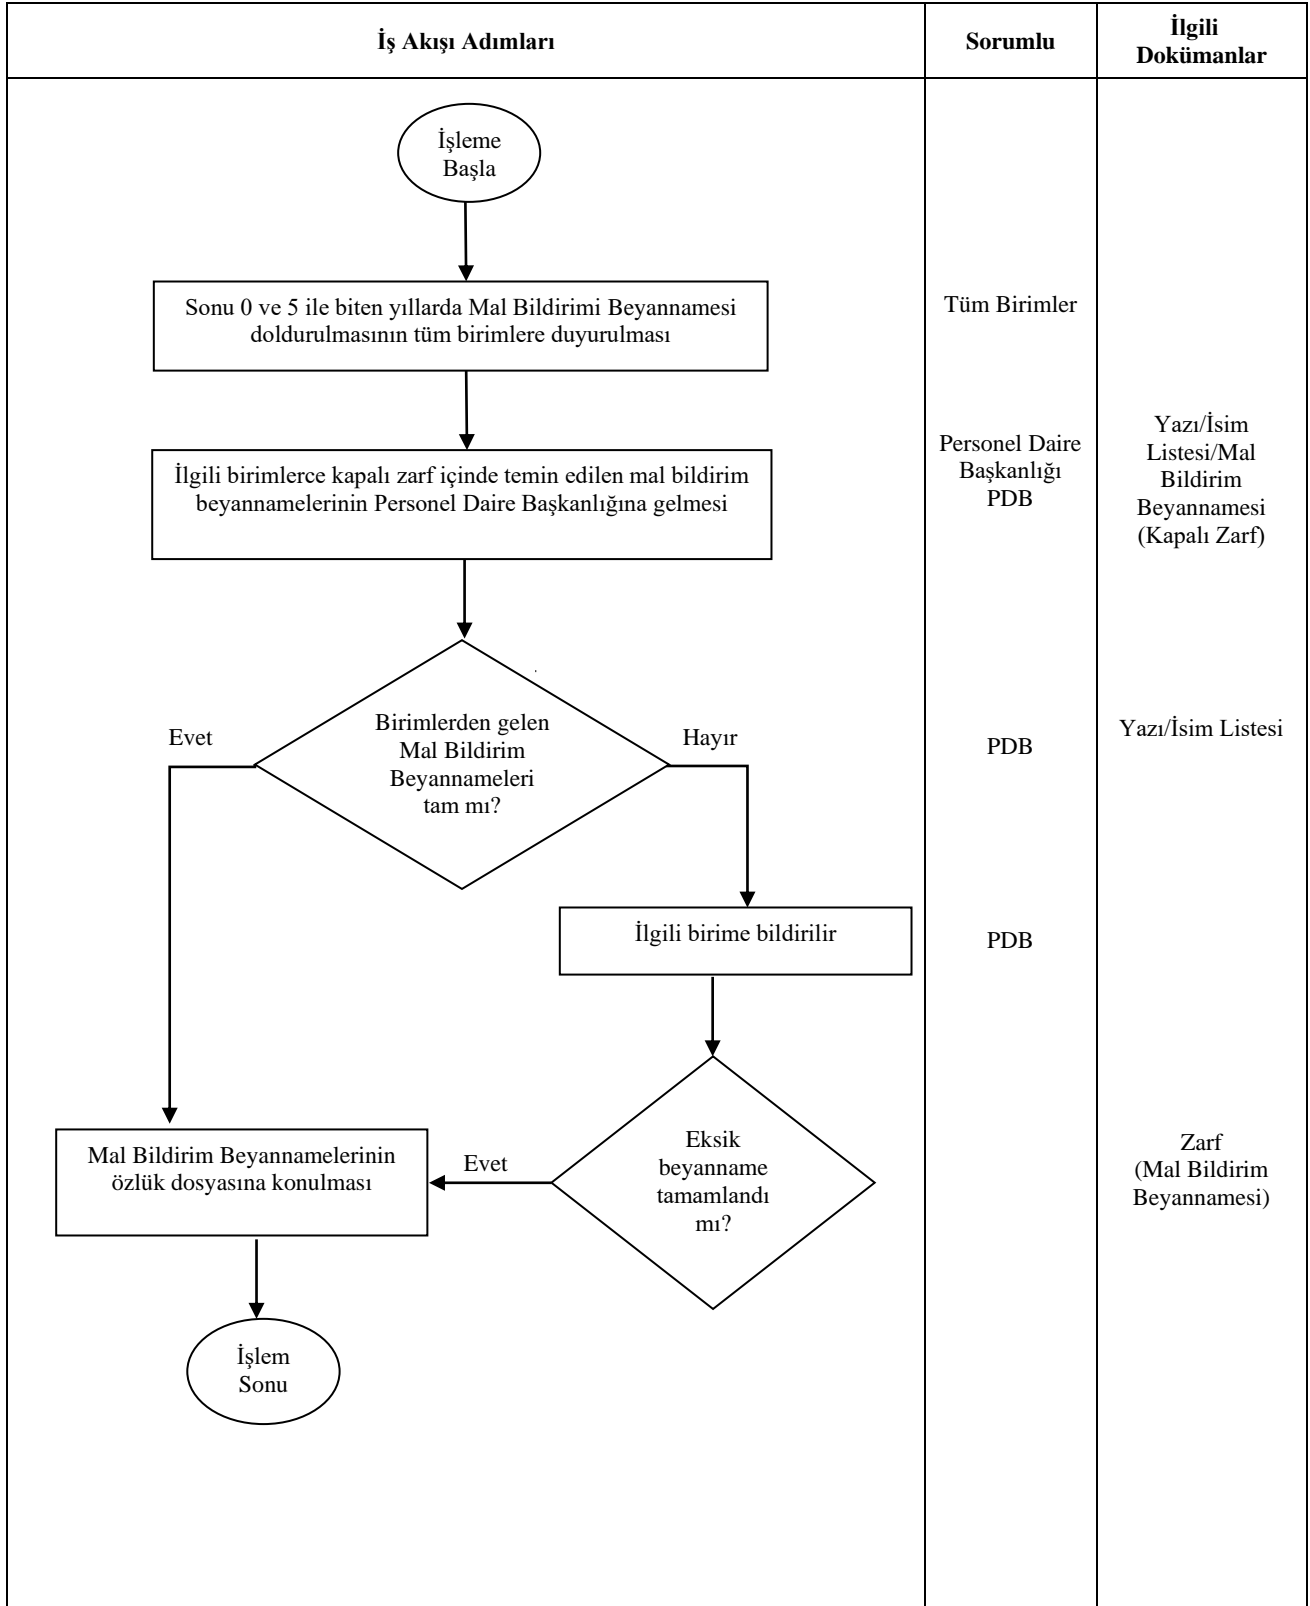 İş Akışı Adımları
Sorumlu
İlgili
Dokümanlar
İşleme
Başla
Sonu 0 ve 5 ile biten yıllarda Mal Bildirimi Beyannamesi
doldurulmasının tüm birimlere duyurulması
Tüm Birimler
İlgili birimlerce kapalı zarf içinde temin edilen mal bildirim
beyannamelerinin Personel Daire Başkanlığına gelmesi
Personel Daire
Başkanlığı
PDB
Yazı/İsim
Listesi/Mal
Bildirim
Beyannamesi
(Kapalı Zarf)
Birimlerden gelen
Mal Bildirim
Beyannameleri
tam mı?
Evet
Hayır
PDB
Yazı/İsim Listesi
İlgili birime bildirilir
PDB
Eksik
beyanname
tamamlandı
mı?
Evet
Mal Bildirim Beyannamelerinin
özlük dosyasına konulması
Zarf
(Mal Bildirim
Beyannamesi)
İşlem
Sonu